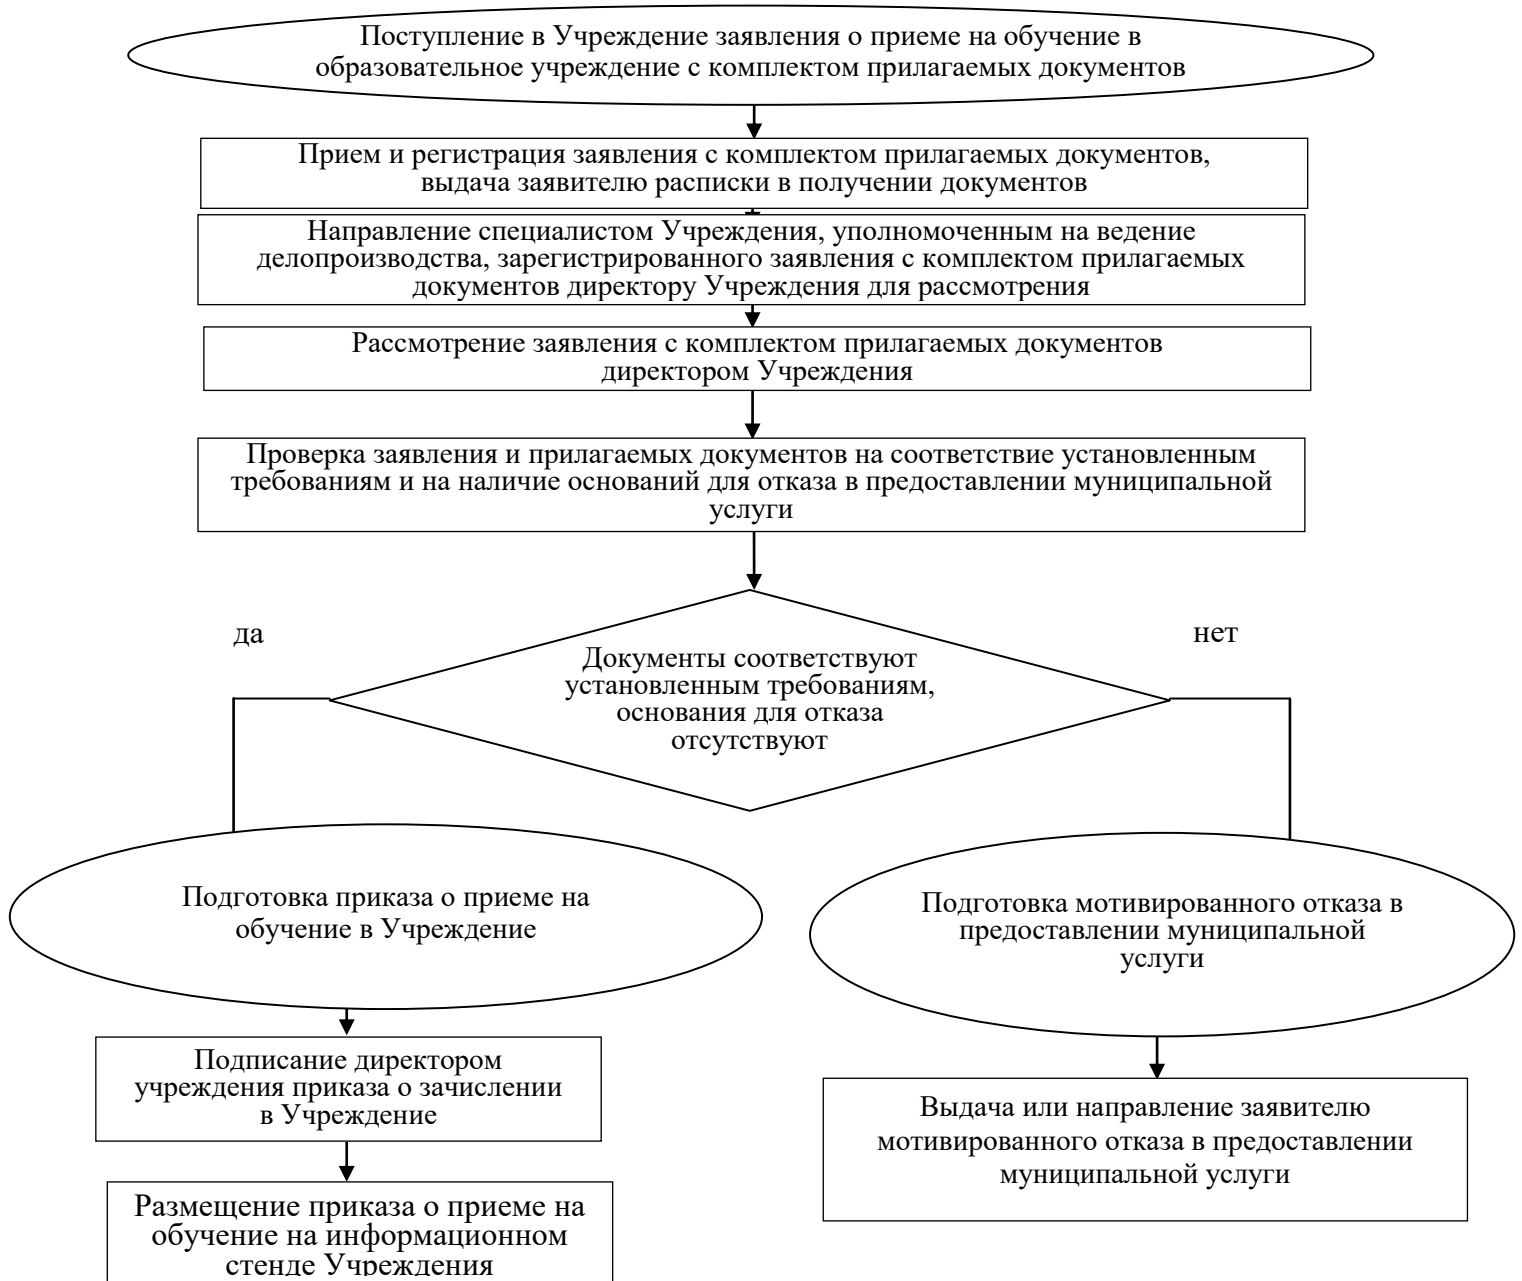 Поступление в Учреждение заявления о приеме на обучение в
образовательное учреждение с комплектом прилагаемых документов
Прием и регистрация заявления с комплектом прилагаемых документов,
выдача заявителю расписки в получении документов
Направление специалистом Учреждения, уполномоченным на ведение
делопроизводства, зарегистрированного заявления с комплектом прилагаемых
документов директору Учреждения для рассмотрения
Рассмотрение заявления с комплектом прилагаемых документов
директором Учреждения
Проверка заявления и прилагаемых документов на соответствие установленным
требованиям и на наличие оснований для отказа в предоставлении муниципальной
услуги
да
нет
Документы соответствуют
установленным требованиям,
основания для отказа
отсутствуют
Подготовка приказа о приеме на
обучение в Учреждение
Подготовка мотивированного отказа в
предоставлении муниципальной
услуги
Подписание директором
учреждения приказа о зачислении
в Учреждение
Выдача или направление заявителю
мотивированного отказа в предоставлении
муниципальной услуги
Размещение приказа о приеме на
обучение на информационном
стенде Учреждения